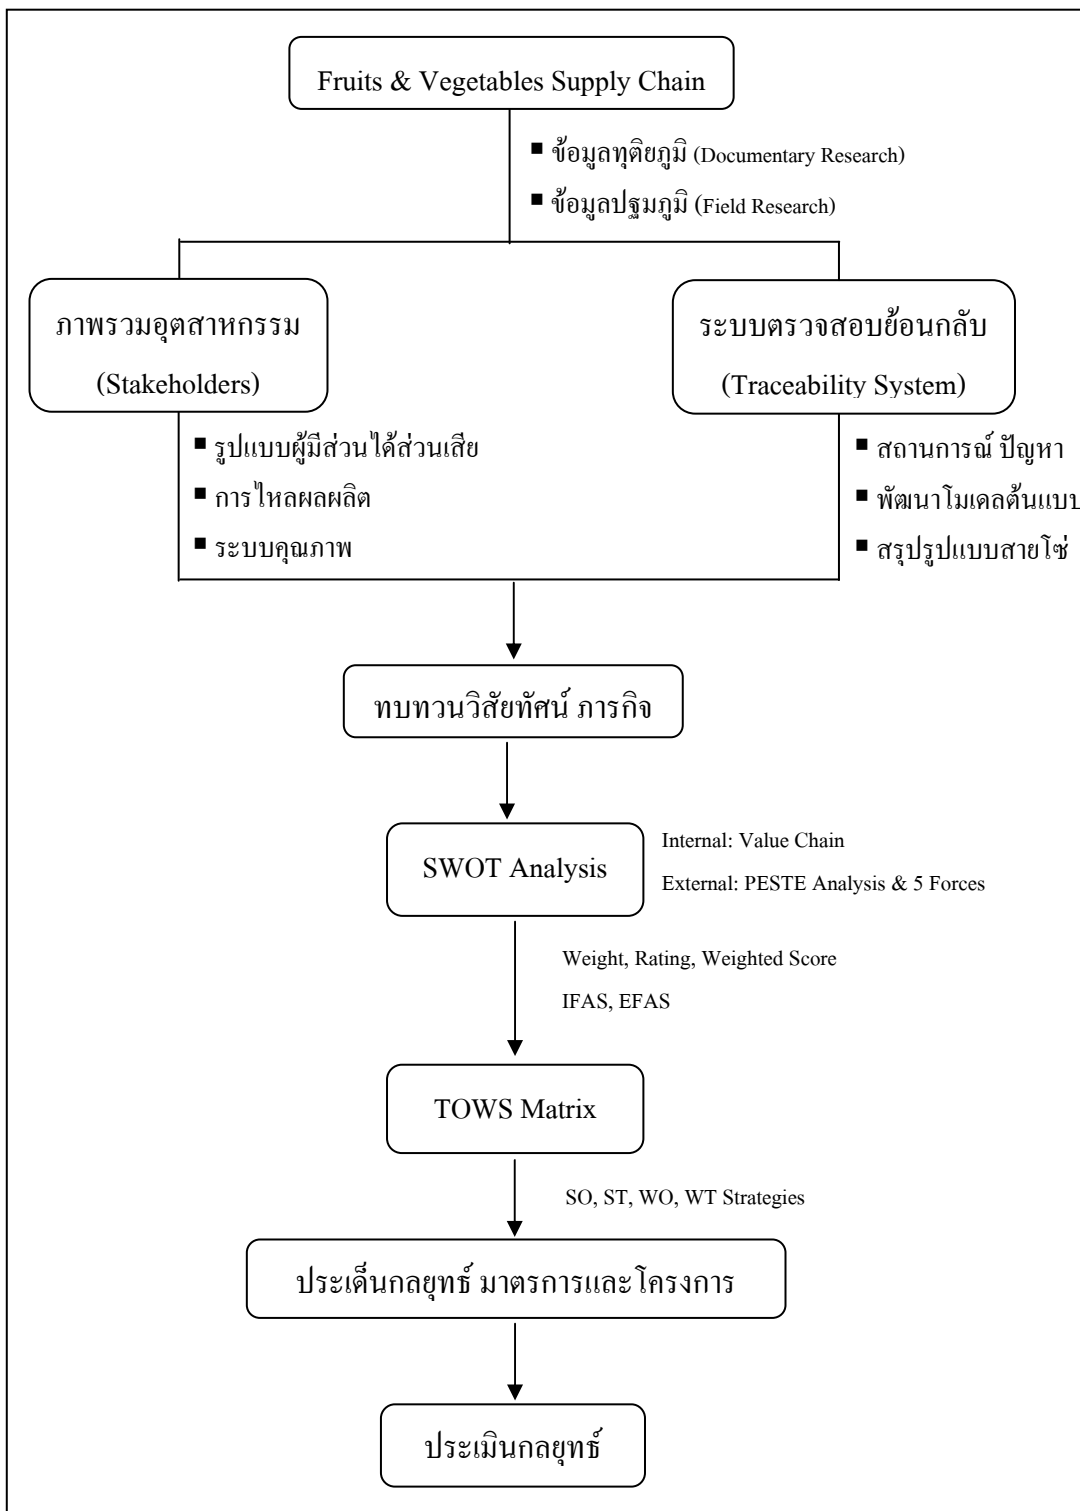 Fruits & Vegetables Supply Chain
▪ ข้อมูลทุติยภูมิ (Documentary Research)
▪ ข้อมูลปฐมภูมิ (Field Research)
ภาพรวมอุตสาหกรรม
(Stakeholders)
ระบบตรวจสอบย้อนกลับ
(Traceability System)
▪ รูปแบบผู้มีส่วนได้ส่วนเสีย
▪ การไหลผลผลิต
▪ ระบบคุณภาพ
▪ สถานการณ์ ปัญหา
▪ พัฒนาโมเดลต้นแบบ
▪ สรุปรูปแบบสายโซ่
ทบทวนวิสัยทัศน์ ภารกิจ
SWOT Analysis
Internal: Value Chain
External: PESTE Analysis & 5 Forces
Weight, Rating, Weighted Score
IFAS, EFAS
TOWS Matrix
SO, ST, WO, WT Strategies
ประเด็นกลยุทธ์ มาตรการและโครงการ
ประเมินกลยุทธ์